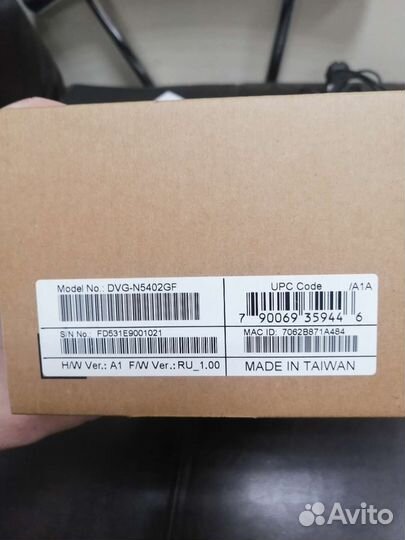 Model No.: DVG-N5402GF
UPC Code /A1A
7 90069 35944 6
S/N No.: FD531E9001021
MAC ID: 7062B871A484
H/W Ver.: A1 F/W Ver.: RU_1.00
MADE IN TAIWAN
Avito